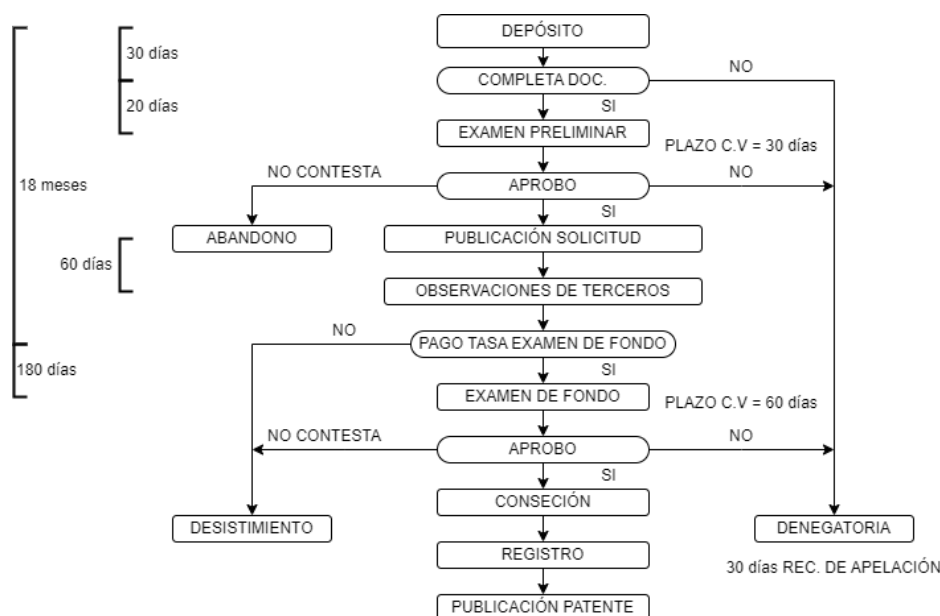 DEPÓSITO
30 días
COMPLETA DOC.
NO
20 días
SI
EXAMEN PRELIMINAR
PLAZO C.V = 30 días
18 meses
NO CONTESTA
APROBO
NO
SI
ABANDONO
PUBLICACIÓN SOLICITUD
60 días
OBSERVACIONES DE TERCEROS
NO
PAGO TASA EXAMEN DE FONDO
180 días
SI
EXAMEN DE FONDO
PLAZO C.V = 60 días
NO CONTESTA
APROBO
NO
SI
CONSECIÓN
DESISTIMIENTO
DENEGATORIA
REGISTRO
30 días REC. DE APELACIÓN
PUBLICACIÓN PATENTE